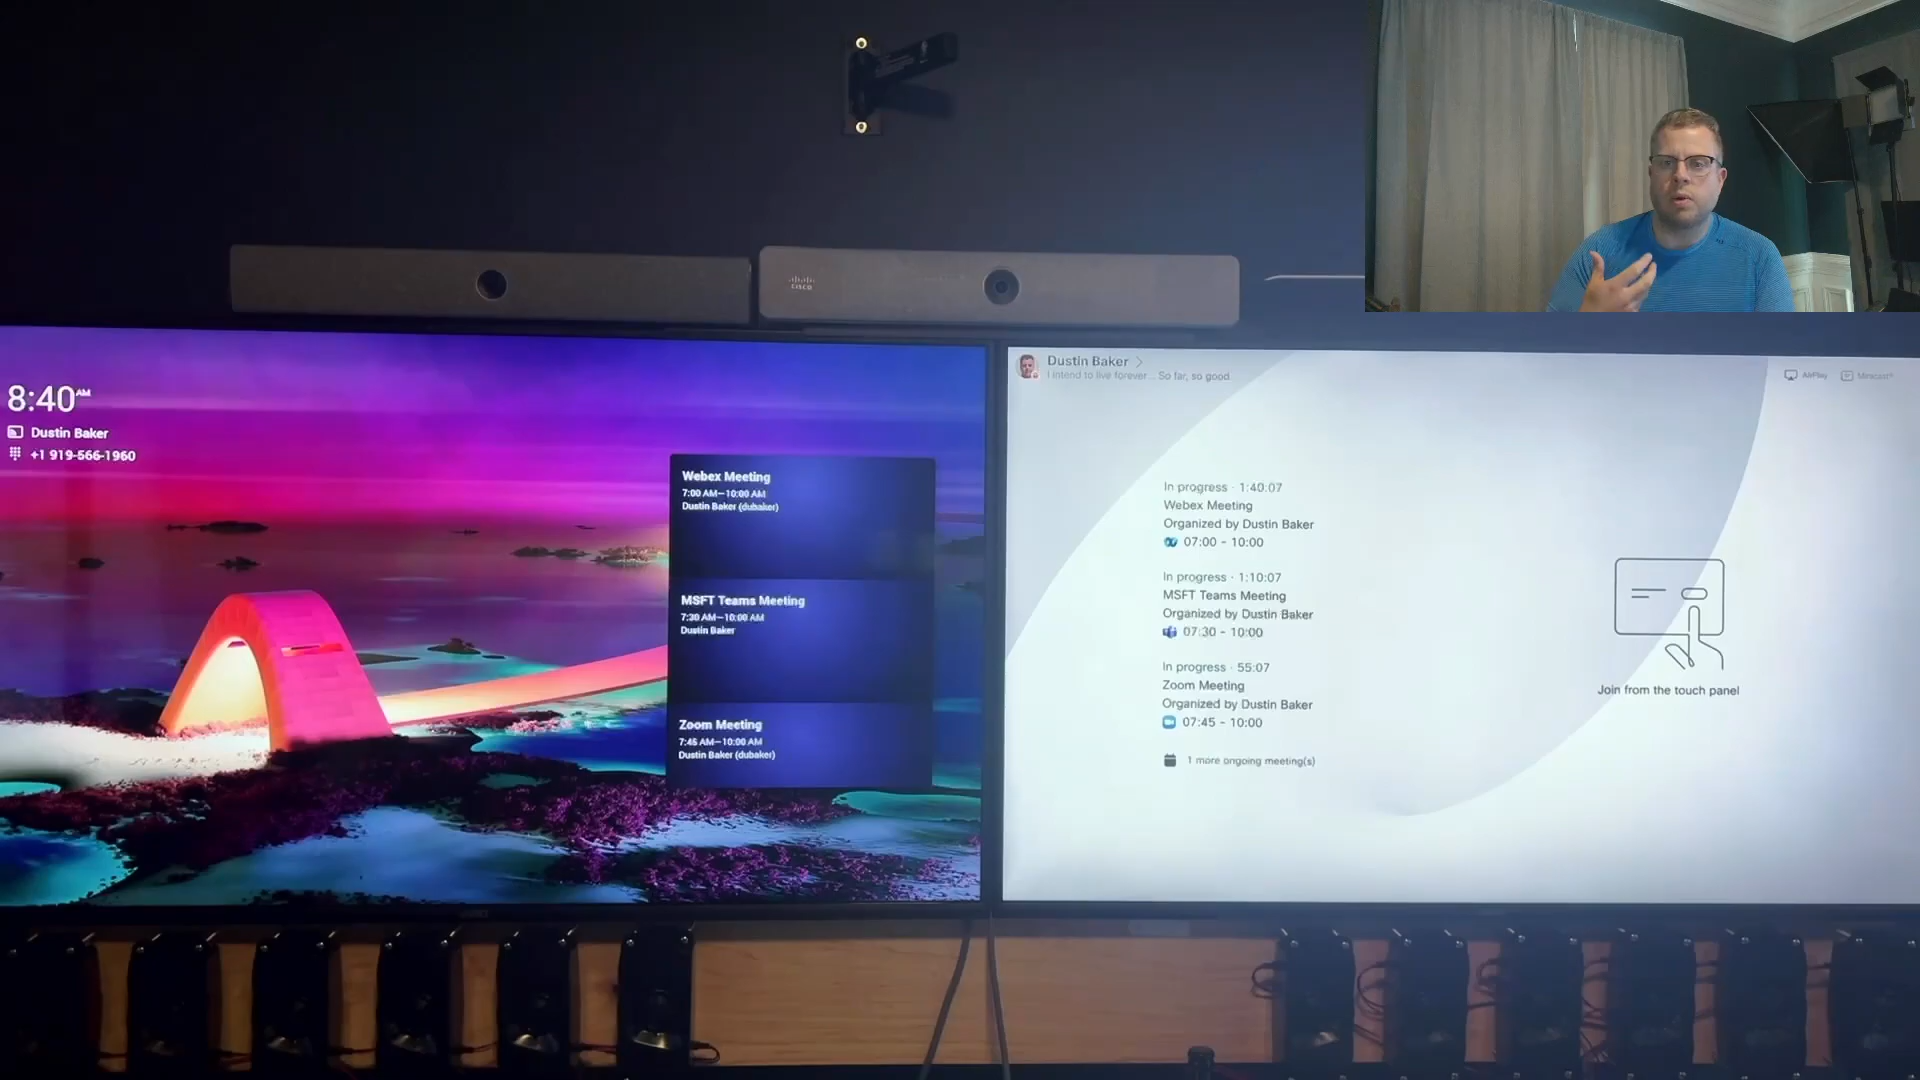 CISCO
8:40 AM
Dustin Baker
+1 919-566-1960
Webex Meeting
7:00 AM—10:00 AM
Dustin Baker (dubaker)
MSFT Teams Meeting
7:30 AM—10:00 AM
Dustin Baker
Zoom Meeting
7:45 AM—10:00 AM
Dustin Baker (dubaker)
Dustin Baker
I intend to live forever... So far, so good.
AirPlay
Miracast®
In progress · 1:40:07
Webex Meeting
Organized by Dustin Baker
07:00 - 10:00
In progress · 1:10:07
MSFT Teams Meeting
Organized by Dustin Baker
07:30 - 10:00
In progress · 55:07
Zoom Meeting
Organized by Dustin Baker
07:45 - 10:00
1 more ongoing meeting(s)
Join from the touch panel